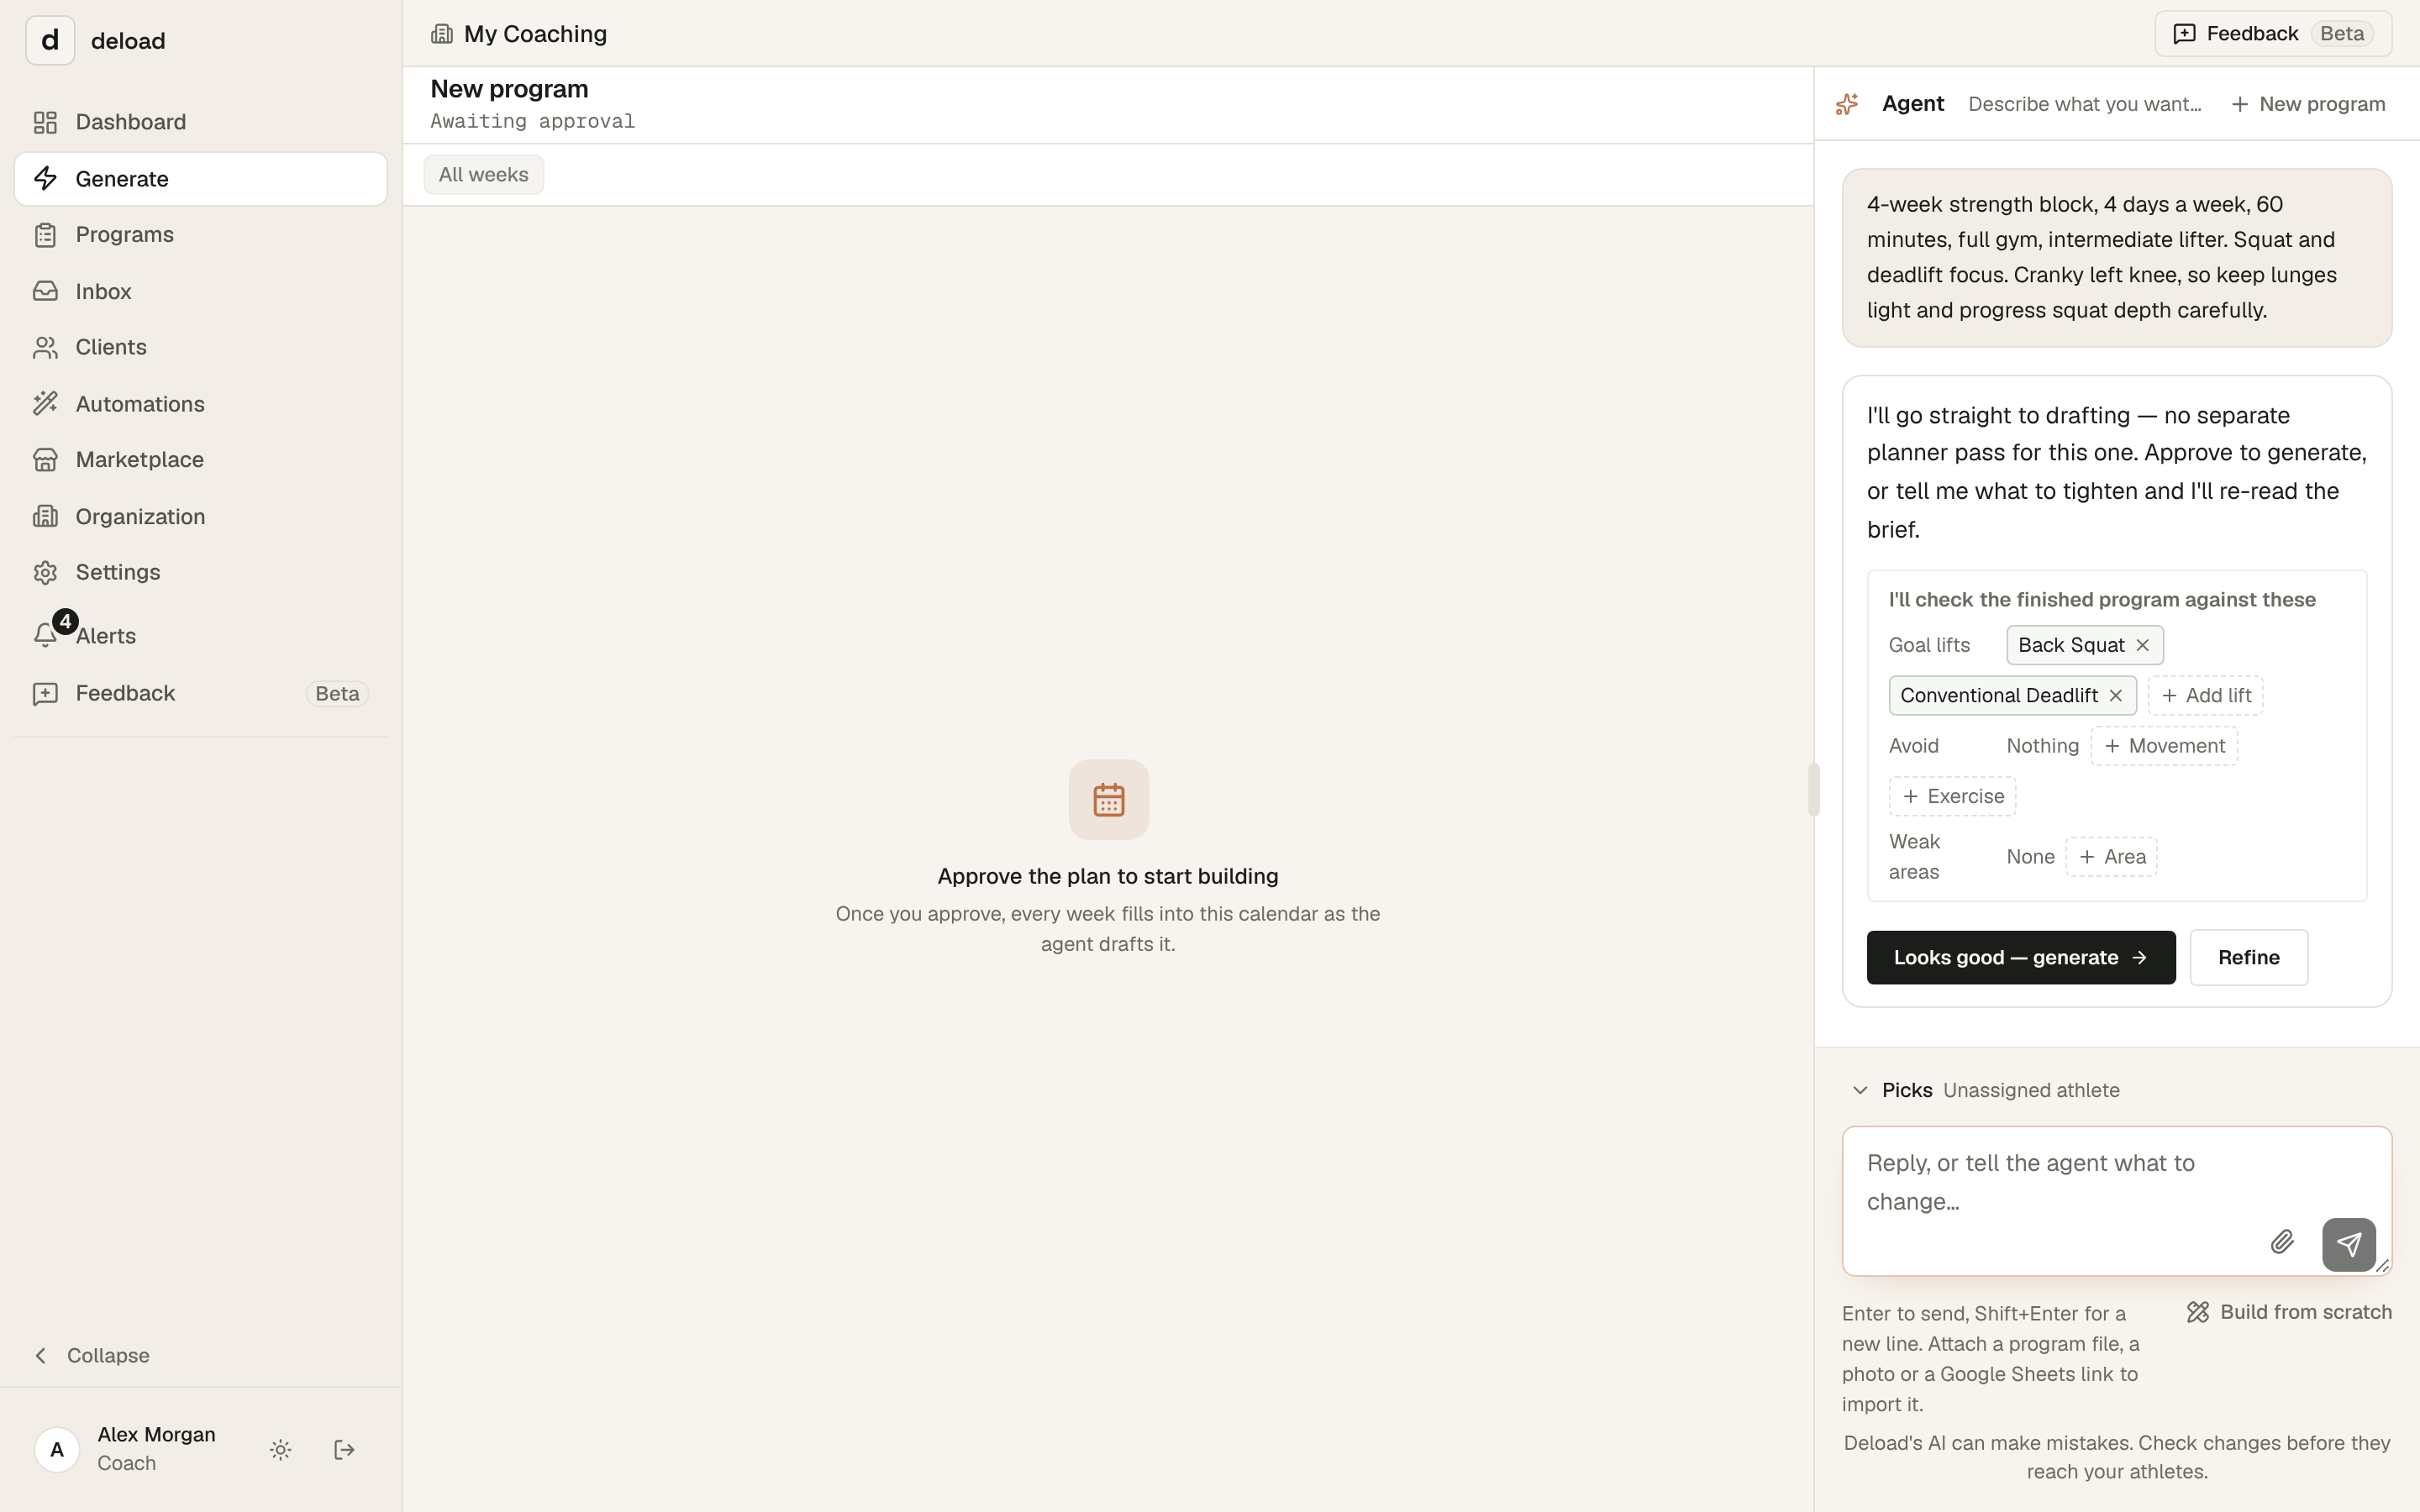 d deload
Dashboard
Generate
Programs
Inbox
Clients
Automations
Marketplace
Organization
Settings
4
Alerts
Feedback Beta
Collapse
A
Alex Morgan
Coach
My Coaching
Feedback Beta
New program
Awaiting approval
All weeks
Approve the plan to start building
Once you approve, every week fills into this calendar as the
agent drafts it.
Agent Describe what you want... + New program
4-week strength block, 4 days a week, 60
minutes, full gym, intermediate lifter. Squat and
deadlift focus. Cranky left knee, so keep lunges
light and progress squat depth carefully.
I'll go straight to drafting — no separate
planner pass for this one. Approve to generate,
or tell me what to tighten and I'll re-read the
brief.
I'll check the finished program against these
Goal lifts Back Squat ×
Conventional Deadlift × + Add lift
Avoid Nothing + Movement
+ Exercise
Weak
areas
None + Area
Looks good — generate →
Refine
Picks Unassigned athlete
Reply, or tell the agent what to
change...
Enter to send, Shift+Enter for a
new line. Attach a program file, a
photo or a Google Sheets link to
import it.
Build from scratch
Deload's AI can make mistakes. Check changes before they
reach your athletes.